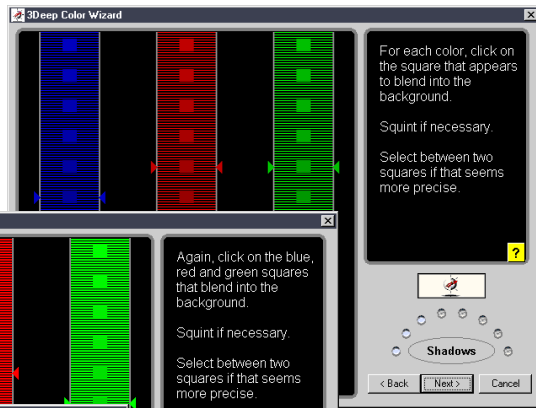 3Deep Color Wizard
For each color, click on
the square that appears
to blend into the
background.
Squint if necessary.
Select between two
squares if that seems
more precise.
?
Again, click on the blue,
red and green squares
that blend into the
background.
Squint if necessary.
Select between two
squares if that seems
more precise.
Shadows
< Back Next > Cancel